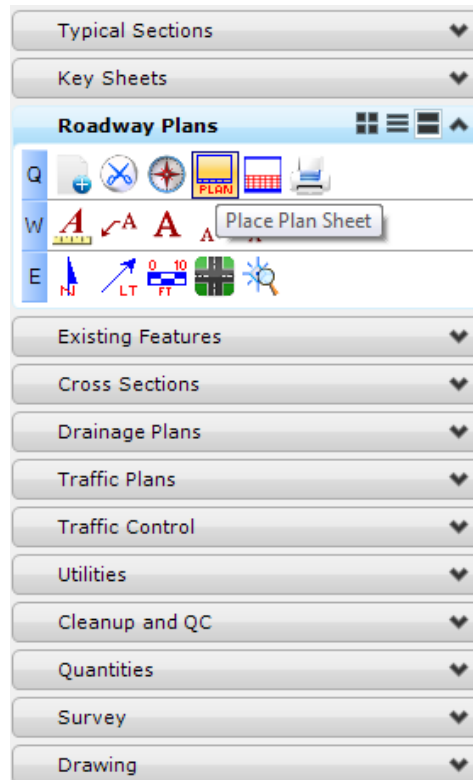 Typical Sections
Key Sheets
Roadway Plans
Q PLAN
W A A A A Place Plan Sheet
E N LT 0 10 FT
Existing Features
Cross Sections
Drainage Plans
Traffic Plans
Traffic Control
Utilities
Cleanup and QC
Quantities
Survey
Drawing